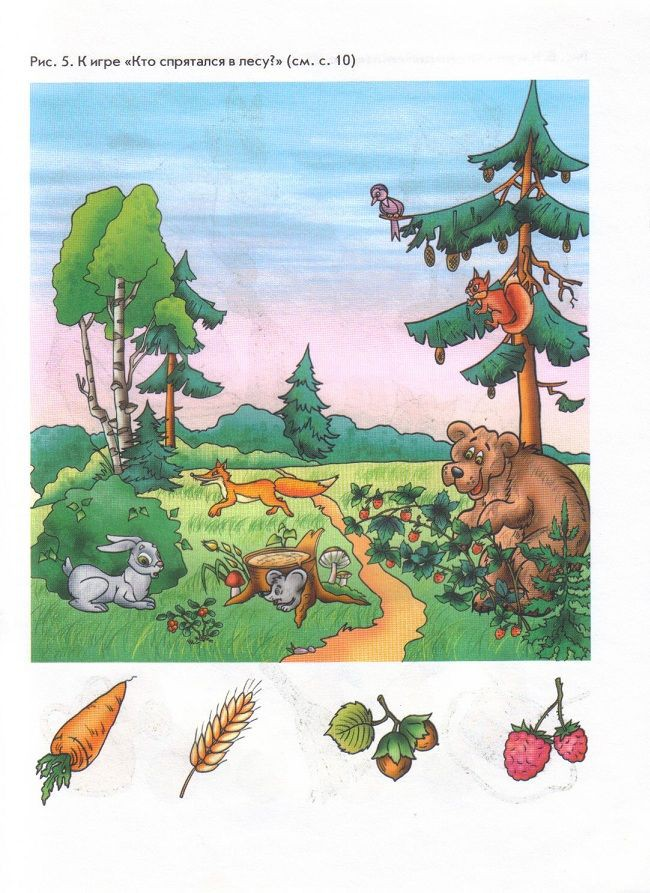 Рис. 5. К игре «Кто спрятался в лесу?» (см. с. 10)